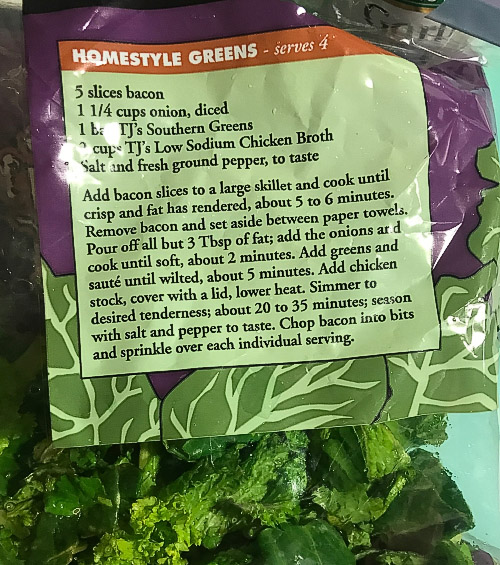 HOMESTYLE GREENS - serves 4
5 slices bacon
1 1/4 cups onion, diced
1 TJ's Southern Greens
cups TJ's Low Sodium Chicken Broth
Salt and fresh ground pepper, to taste
Add bacon slices to a large skillet and cook until
crisp and fat has rendered, about 5 to 6 minutes.
Remove bacon and set aside between paper towels.
Pour off all but 3 Tbsp of fat; add the onions and
cook until soft, about 2 minutes. Add greens and
sauté until wilted, about 5 minutes. Add chicken
stock, cover with a lid, lower heat. Simmer to
desired tenderness; about 20 to 35 minutes; season
with salt and pepper to taste. Chop bacon into bits
and sprinkle over each individual serving.